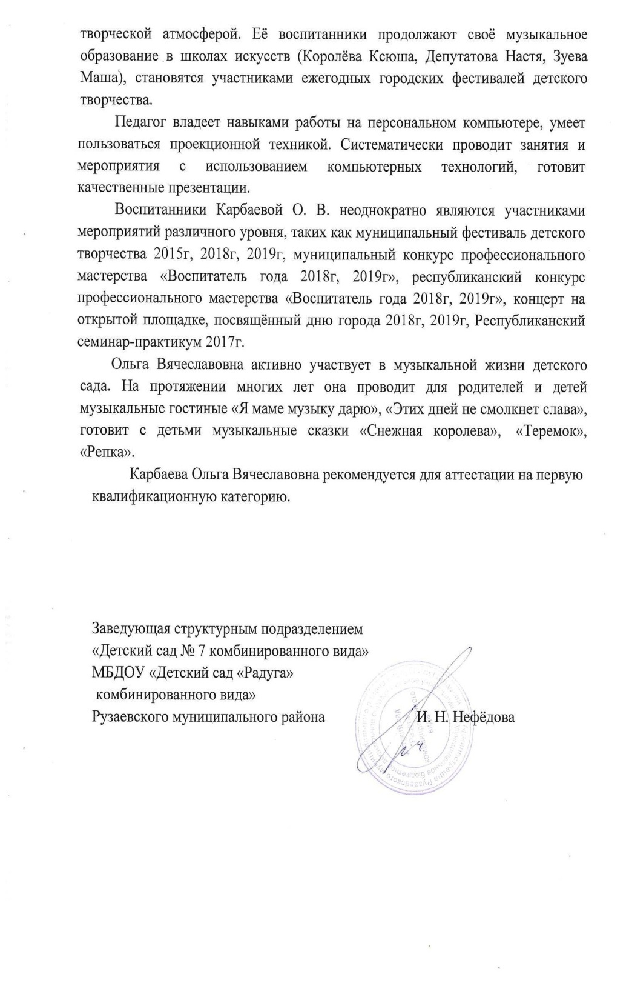 творческой атмосферой. Её воспитанники продолжают своё музыкальное
образование в школах искусств (Королёва Ксюша, Депутатова Настя, Зуева
Маша), становятся участниками ежегодных городских фестивалей детского
творчества.
Педагог владеет навыками работы на персональном компьютере, умеет
пользоваться проекционной техникой. Систематически проводит занятия и
мероприятия с использованием компьютерных технологий, готовит
качественные презентации.
Воспитанники Карбаевой О. В. неоднократно являются участниками
мероприятий различного уровня, таких как муниципальный фестиваль детского
творчества 2015г, 2018г, 2019г, муниципальный конкурс профессионального
мастерства «Воспитатель года 2018г, 2019г», республиканский конкурс
профессионального мастерства «Воспитатель года 2018г, 2019г», концерт на
открытой площадке, посвящённый дню города 2018г, 2019г, Республиканский
семинар-практикум 2017г.
Ольга Вячеславовна активно участвует в музыкальной жизни детского
сада. На протяжении многих лет она проводит для родителей и детей
музыкальные гостиные «Я маме музыку дарю», «Этих дней не смолкнет слава»,
готовит с детьми музыкальные сказки «Снежная королева», «Теремок»,
«Репка».
Карбаева Ольга Вячеславовна рекомендуется для аттестации на первую
квалификационную категорию.
Заведующая структурным подразделением
«Детский сад № 7 комбинированного вида»
МБДОУ «Детский сад «Радуга»
комбинированного вида»
Рузаевского муниципального района И. Н. Нефёдова